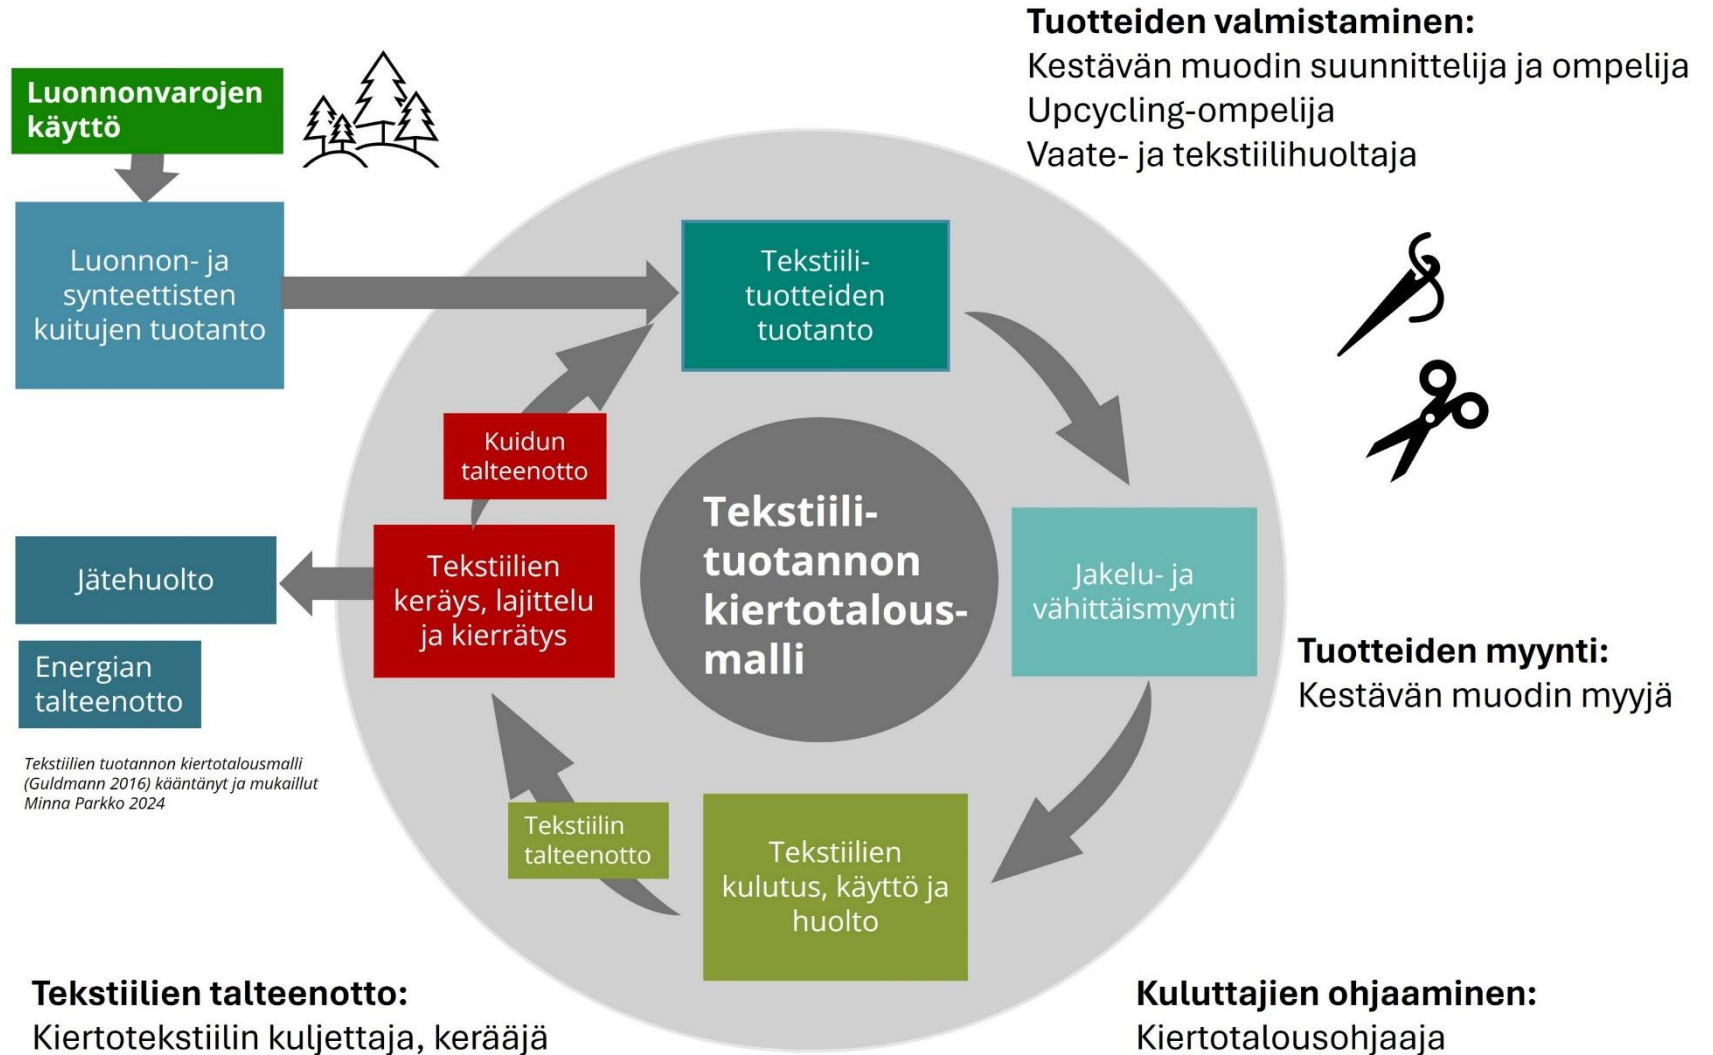 Tuotteiden valmistaminen:
Kestävän muodin suunnittelija ja ompelija
Upcycling-ompelija
Vaate- ja tekstiilihuoltaja
Luonnonvarojen
käyttö
Luonnon- ja
synteettisten
kuitujen tuotanto
Tekstiili-
tuotteiden
tuotanto
Kuidun
talteenotto
Tekstiili-
tuotannon
kiertotalous-
malli
Jätehuolto
Tekstiilien
keräys, lajittelu
ja kierrätys
Jakelu- ja
vähittäismyynti
Energian
talteenotto
Tuotteiden myynti:
Kestävän muodin myyjä
Tekstiilien tuotannon kiertotalousmalli
(Guldmann 2016) kääntänyt ja mukaillut
Minna Parkko 2024
Tekstiilin
talteenotto
Tekstiilien
kulutus, käyttö ja
huolto
Tekstiilien talteenotto:
Kiertotekstiilin kuljettaja, kerääjä
Kuluttajien ohjaaminen:
Kiertotalousohjaaja